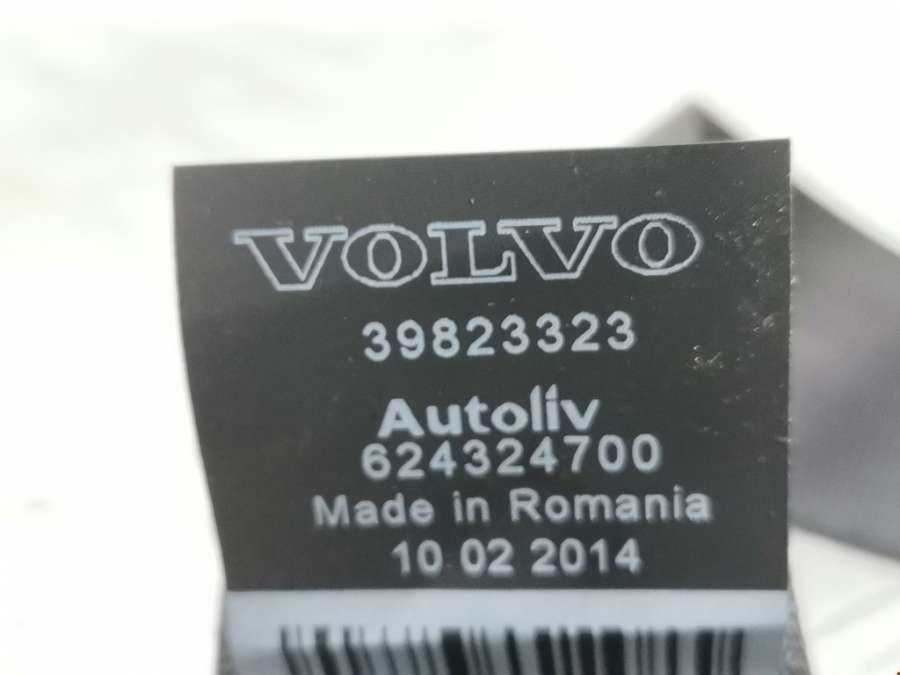 VOLVO
39823323
Autoliv
624324700
Made in Romania
10 02 2014